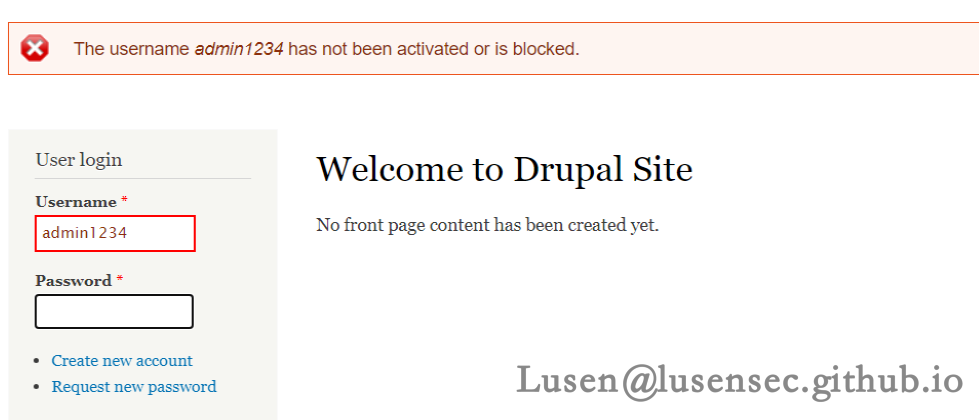 The username admin1234 has not been activated or is blocked.
User login
Welcome to Drupal Site
Username *
admin1234
No front page content has been created yet.
Password *
• Create new account
• Request new password
Lusen@lusensec.github.io